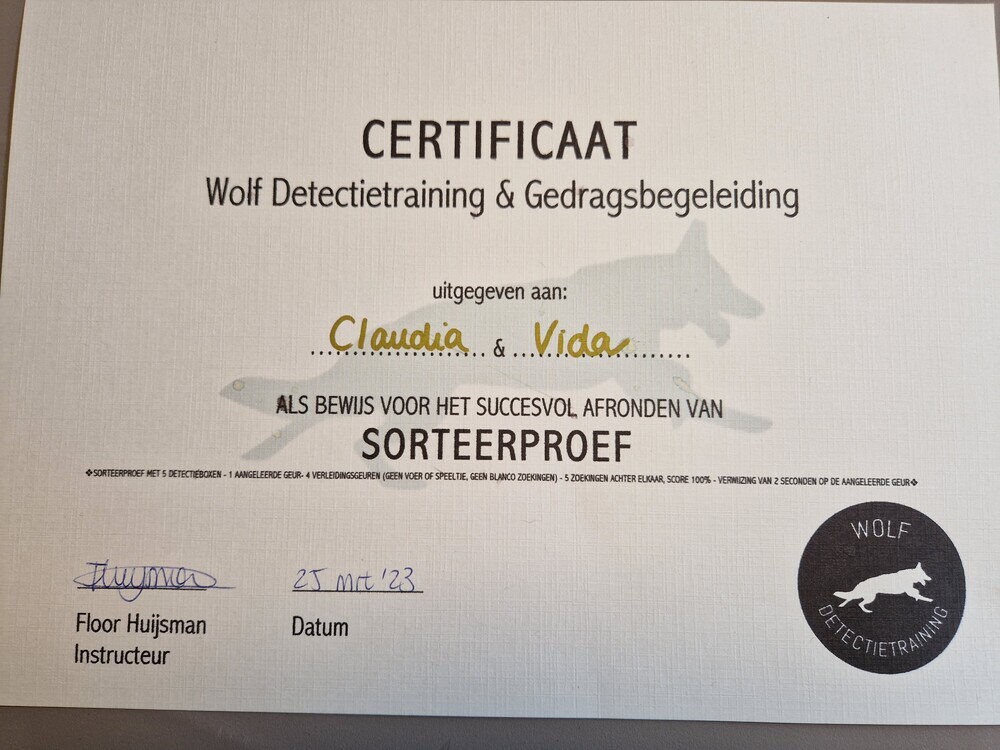 CERTIFICAAT
Wolf Detectietraining & Gedragsbegeleiding
uitgegeven aan:
Claudia & Vida
ALS BEWIJS VOOR HET SUCCESVOL AFRONDEN VAN
SORTEERPROEF
❖SORTEERPROEF MET 5 DETECTIEBOXEN - 1 AANGELEERDE GEUR- 4 VERLEIDINGSGEUREN (GEEN VOER OF SPEELTJE, GEEN BLANCO ZOEKINGEN) - 5 ZOEKINGEN ACHTER ELKAAR, SCORE 100% - VERWIJZING VAN 2 SECONDEN OP DE AANGELEERDE GEUR❖
Huijsman 25 mrt '23
Floor Huijsman Datum
Instructeur
WOLF
DETECTIETRAINING